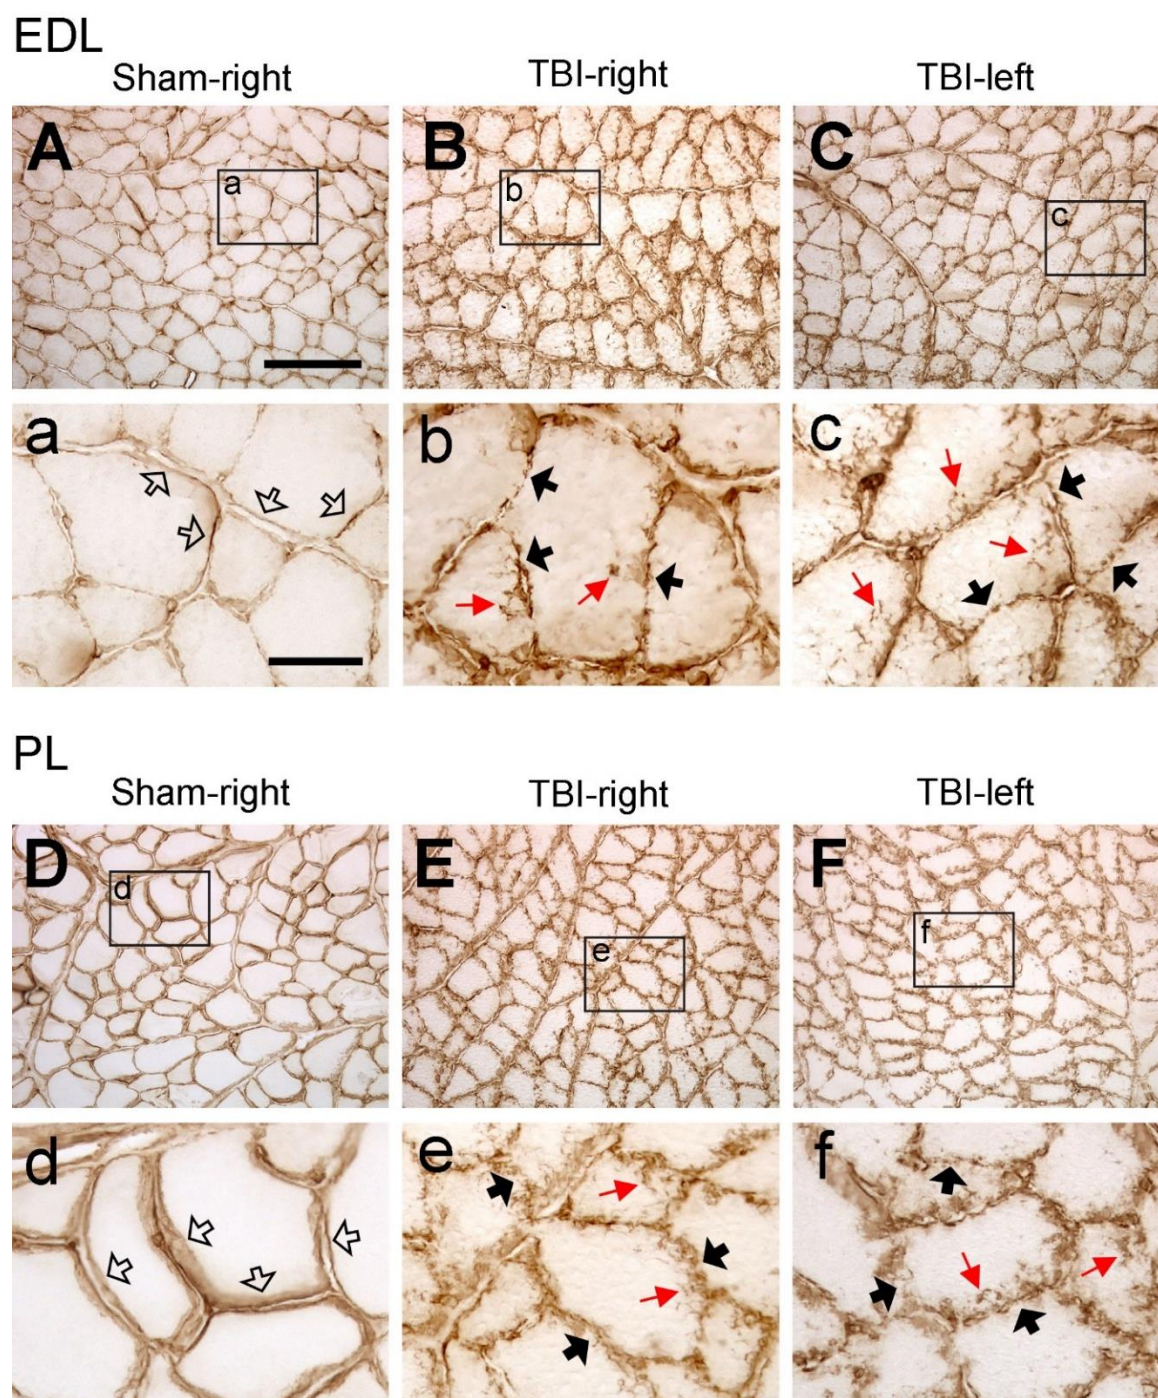 EDL
Sham-right TBI-right TBI-left
A B C
a b c
a b c
PL
Sham-right TBI-right TBI-left
D E F
d e f
d e f